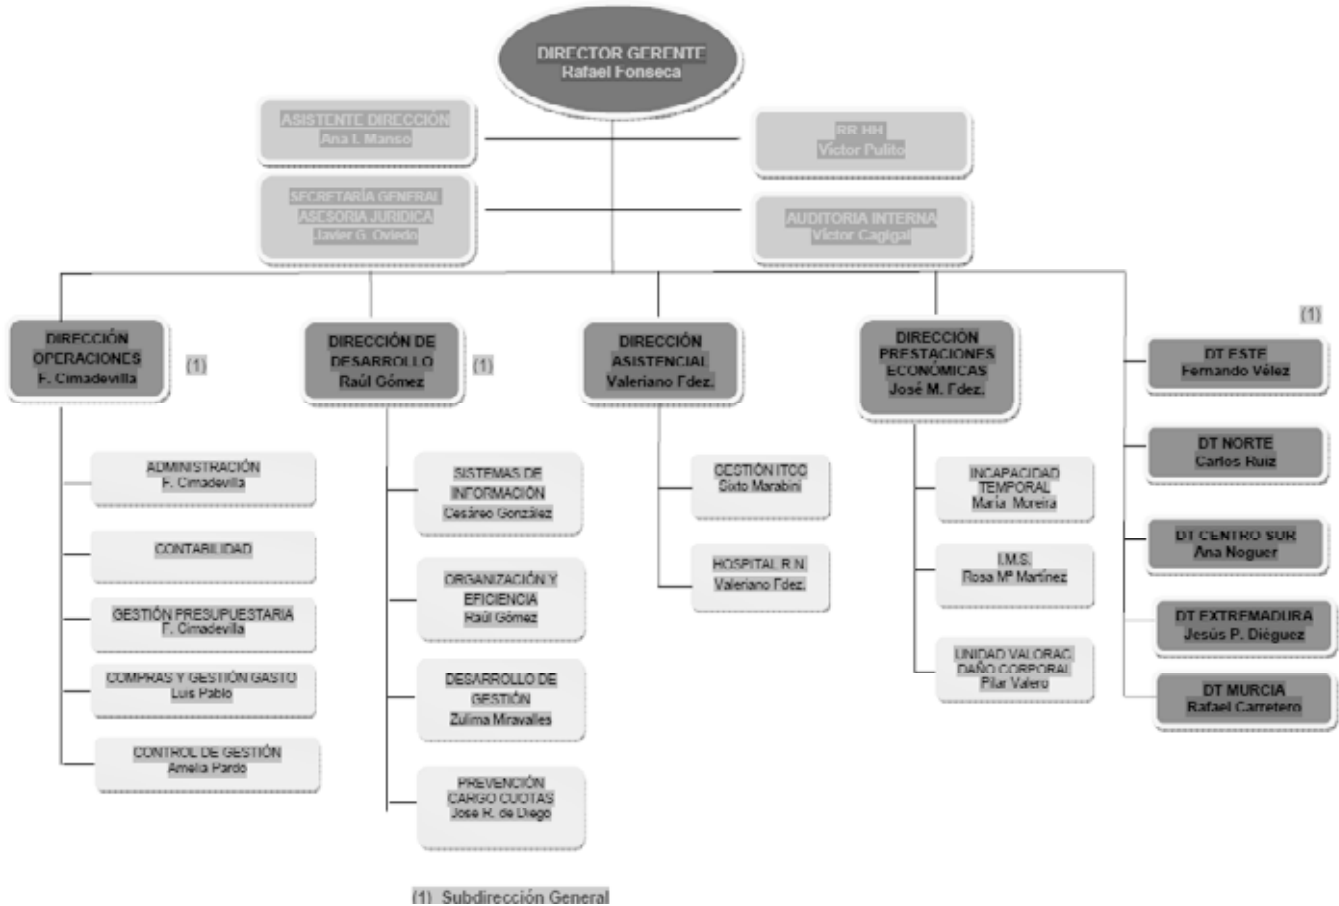 DIRECTOR GERENTE
Rafael Fonseca
ASISTENTE DIRECCIÓN
Ana I. Manso
RR HH
Víctor Pulito
SECRETARÍA GENERAL
ASESORIA JURIDICA
Javier G. Oviedo
AUDITORIA INTERNA
Víctor Cagigal
DIRECCIÓN
OPERACIONES
F. Cimadevilla
(1)
DIRECCIÓN DE
DESARROLLO
Raúl Gómez
(1)
DIRECCIÓN
ASISTENCIAL
Valeriano Fdez.
DIRECCIÓN
PRESTACIONES
ECONÓMICAS
José M. Fdez.
(1)
DT ESTE
Fernando Vélez
DT NORTE
Carlos Ruiz
DT CENTRO SUR
Ana Noguer
DT EXTREMADURA
Jesús P. Diéguez
DT MURCIA
Rafael Carretero
ADMINISTRACIÓN
F. Cimadevilla
CONTABILIDAD
GESTIÓN PRESUPUESTARIA
F. Cimadevilla
COMPRAS Y GESTIÓN GASTO
Luis Pablo
CONTROL DE GESTIÓN
Amelia Pardo
SISTEMAS DE
INFORMACIÓN
Cesáreo González
ORGANIZACIÓN Y
EFICIENCIA
Raúl Gómez
DESARROLLO DE
GESTIÓN
Zulima Miravalles
PREVENCIÓN
CARGO CUOTAS
Jose R. de Diego
GESTIÓN ITCC
Sixto Marabini
HOSPITAL R.N.
Valeriano Fdez.
INCAPACIDAD
TEMPORAL
María Moreira
I.M.S.
Rosa Mª Martínez
UNIDAD VALORAC.
DAÑO CORPORAL
Pilar Valero
(1) Subdirección General